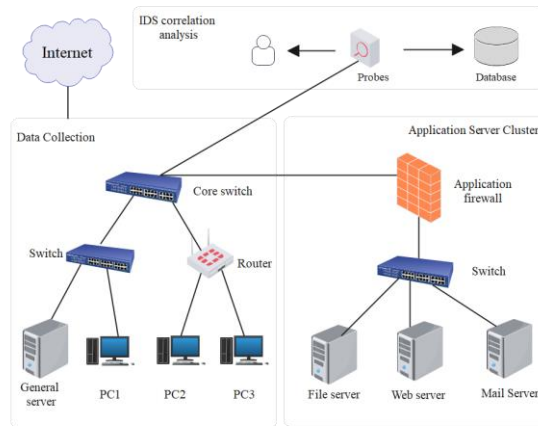 IDS correlation
analysis
Internet
Probes
Database
Data Collection
Application Server Cluster
Core switch
Application
firewall
Switch
Router
Switch
General
server
PC1
PC2
PC3
File server
Web server
Mail Server